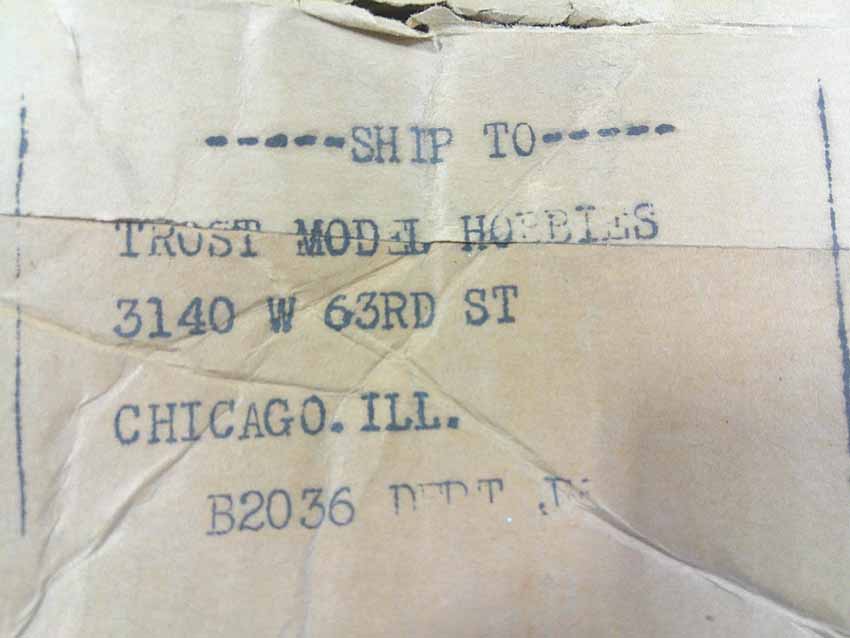 -----SHIP TO-----
TROST MODEL HOBBIES
3140 W 63RD ST
CHICAGO.ILL.
B2036